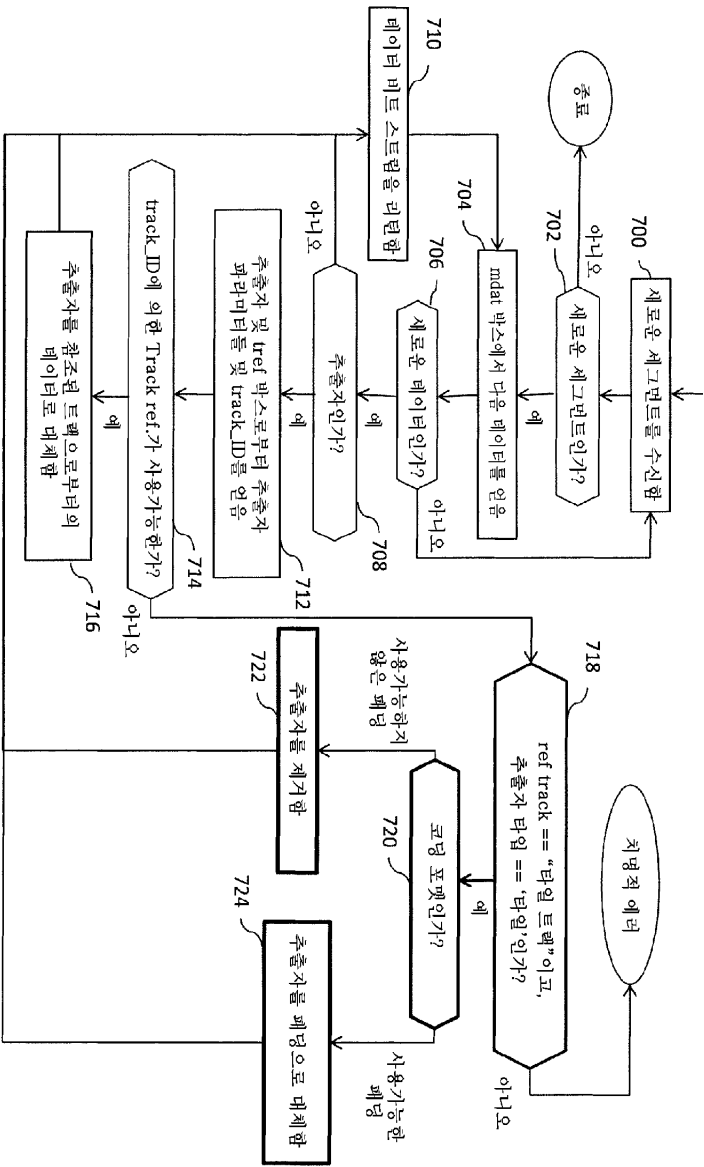 700
새로운 세그먼트를 수신함
702
새로운 세그먼트인가?
아니오
종료
예
704
mdat 박스에서 다음 데이터를 얻음
706
새로운 데이터인가?
아니오
예
708
추출자인가?
아니오
예
710
데이터 비트 스트림을 리턴함
712
추출자 및 tref 박스로부터 추출자
파라미터들 및 track_ID를 얻음
714
track_ID에 의한 Track ref.가 사용가능한가?
아니오
예
716
추출자를 참조된 트랙으로부터의
데이터로 대체함
718
ref track == “타일 트랙”이고,
추출자 타입 == ‘타일’인가?
아니오
치명적 에러
예
720
코딩 포맷인가?
사용가능하지
않은 패딩
722
추출자를 제거함
사용가능한
패딩
724
추출자를 패딩으로 대체함